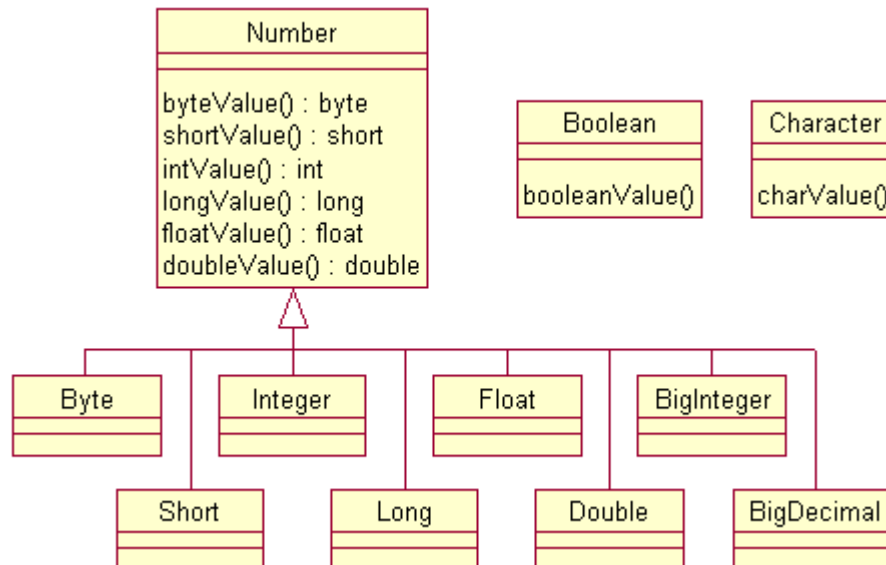 Number
byteValue() : byte
shortValue() : short
intValue() : int
longValue() : long
floatValue() : float
doubleValue() : double
Boolean
booleanValue()
Character
charValue()
Byte
Integer
Float
BigInteger
Short
Long
Double
BigDecimal